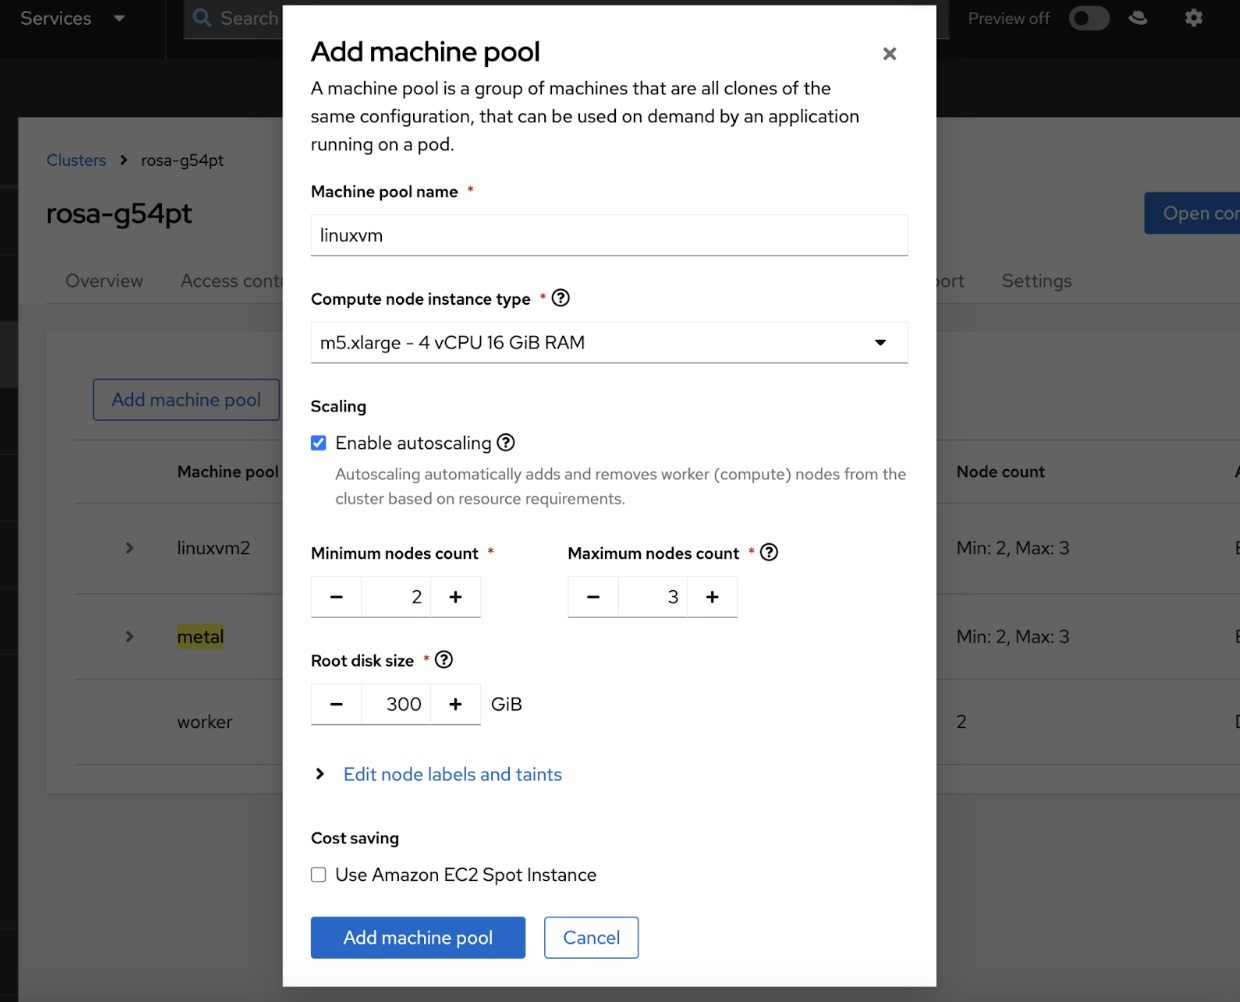 Services
Search
Preview off
Add machine pool
A machine pool is a group of machines that are all clones of the
same configuration, that can be used on demand by an application
running on a pod.
Clusters
rosa-g54pt
rosa-g54pt
Open con
Machine pool name *
linuxvm
Overview
Access contr
port
Settings
Compute node instance type *
m5.xlarge - 4 vCPU 16 GiB RAM
Add machine pool
Scaling
Enable autoscaling
Autoscaling automatically adds and removes worker (compute) nodes from the
cluster based on resource requirements.
Machine pool
Node count
linuxvm2
Min: 2, Max: 3
Minimum nodes count *
2
Maximum nodes count *
3
metal
Min: 2, Max: 3
Root disk size *
300 GiB
worker
2
Edit node labels and taints
Cost saving
Use Amazon EC2 Spot Instance
Add machine pool
Cancel